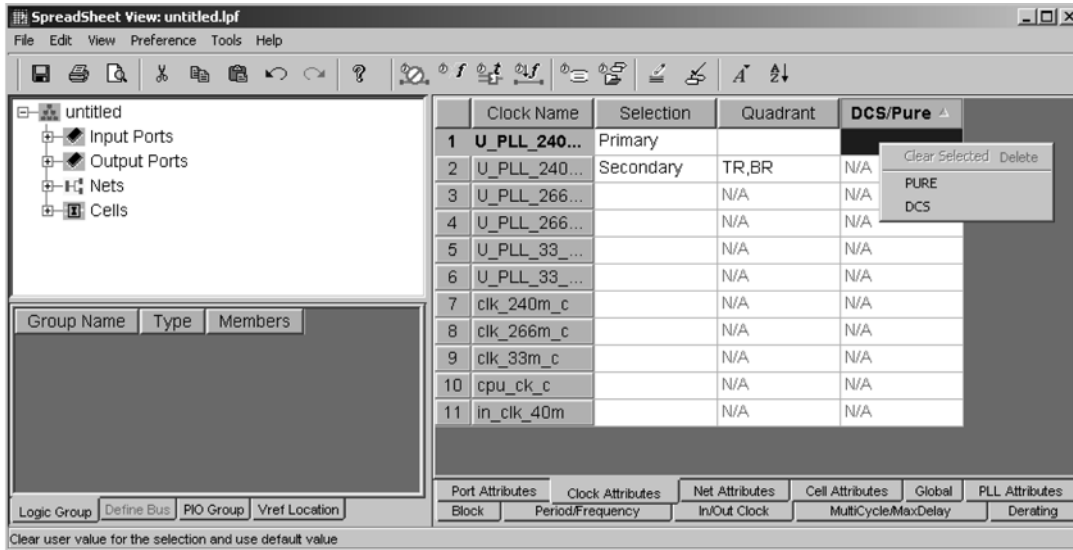 SpreadSheet View: untitled.lpf
File Edit View Preference Tools Help
untitled
Input Ports
Output Ports
Nets
Cells
Group Name Type Members
Logic Group Define Bus PIO Group Vref Location
Clock Name Selection Quadrant DCS/Pure
1 U_PLL_240... Primary
2 U_PLL_240... Secondary TR,BR N/A
3 U_PLL_266... N/A N/A
4 U_PLL_266... N/A N/A
5 U_PLL_33_... N/A N/A
6 U_PLL_33_... N/A N/A
7 clk_240m_c N/A N/A
8 clk_266m_c N/A N/A
9 clk_33m_c N/A N/A
10 cpu_ck_c N/A N/A
11 in_clk_40m N/A N/A
Clear Selected Delete
PURE
DCS
Port Attributes Clock Attributes Net Attributes Cell Attributes Global PLL Attributes
Block Period/Frequency In/Out Clock MultiCycle/MaxDelay Derating
Clear user value for the selection and use default value